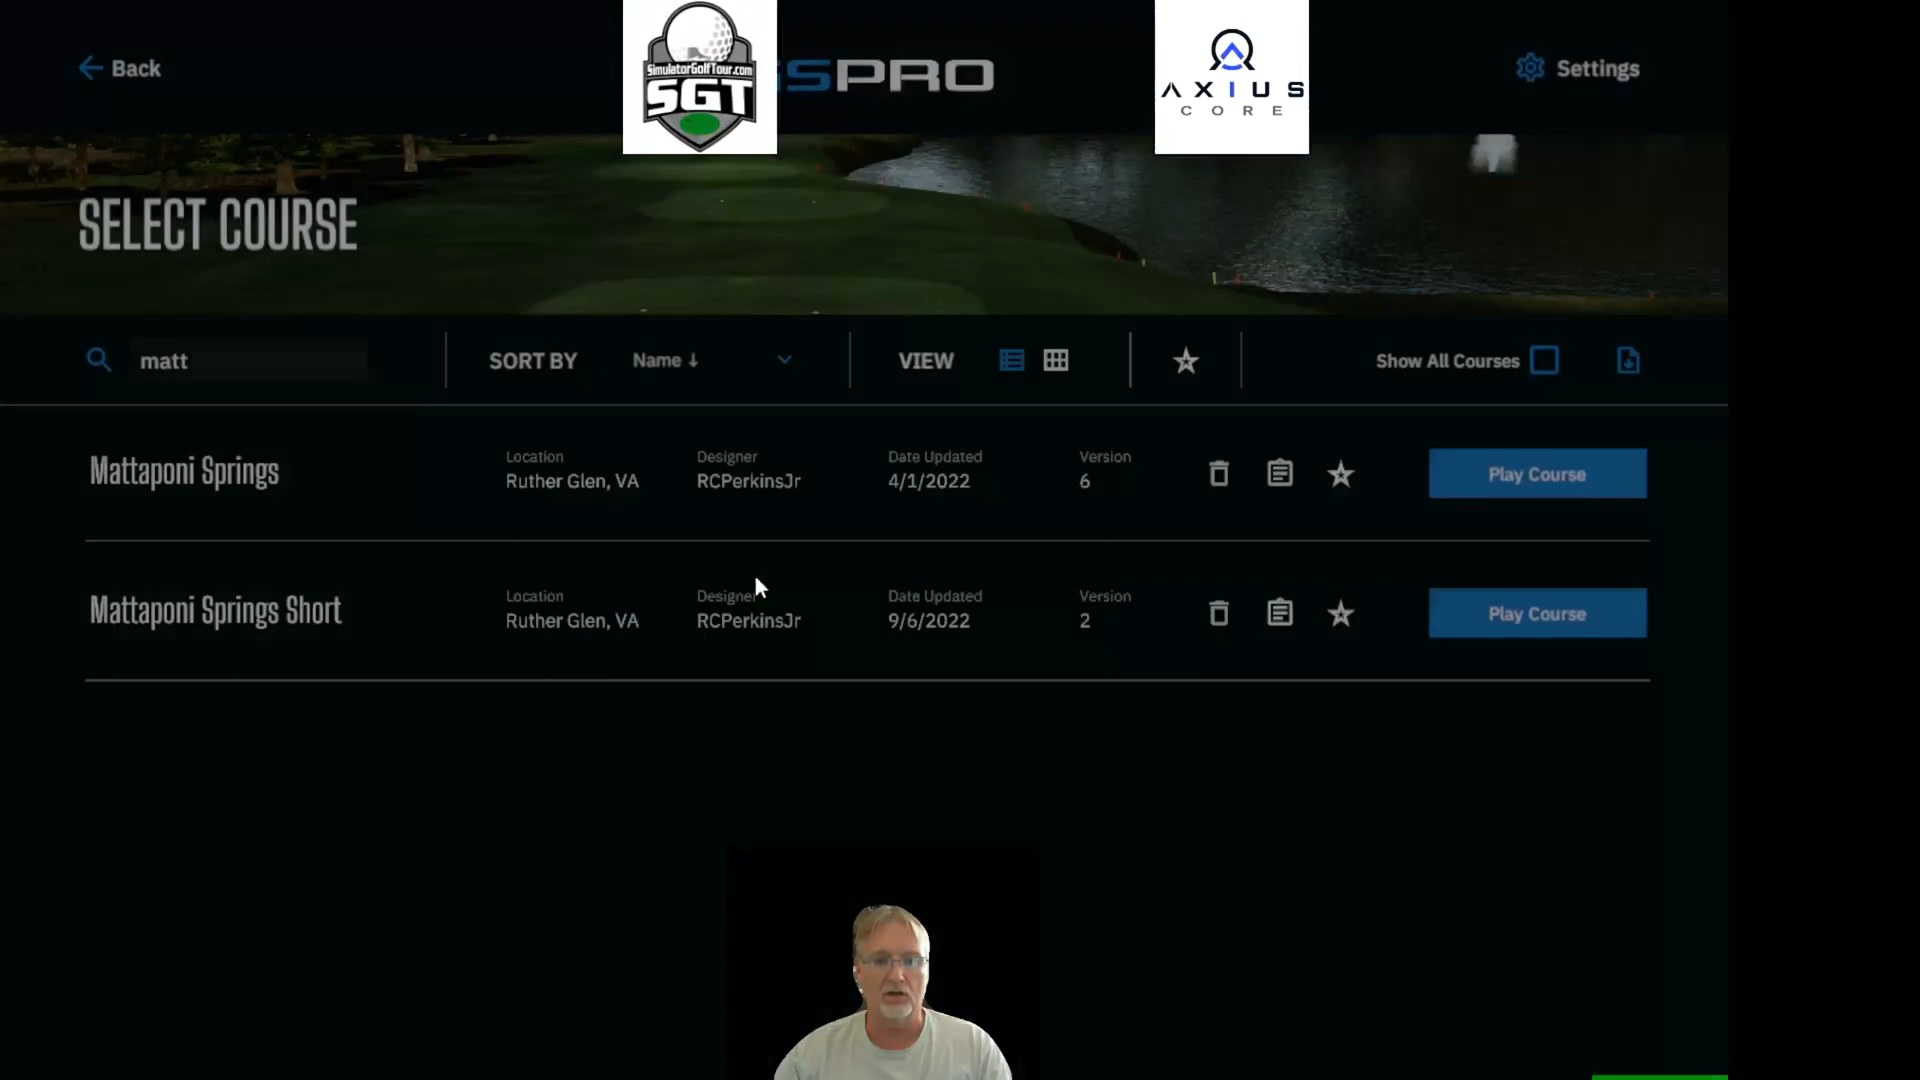 Back
SimulatorGolfTour.com
SGT
GSPRO
AXIUS
CORE
Settings
SELECT COURSE
matt
SORT BY
Name ↓
VIEW
Show All Courses
Mattaponi Springs
Location
Ruther Glen, VA
Designer
RCPerkinsJr
Date Updated
4/1/2022
Version
6
Play Course
Mattaponi Springs Short
Location
Ruther Glen, VA
Designer
RCPerkinsJr
Date Updated
9/6/2022
Version
2
Play Course